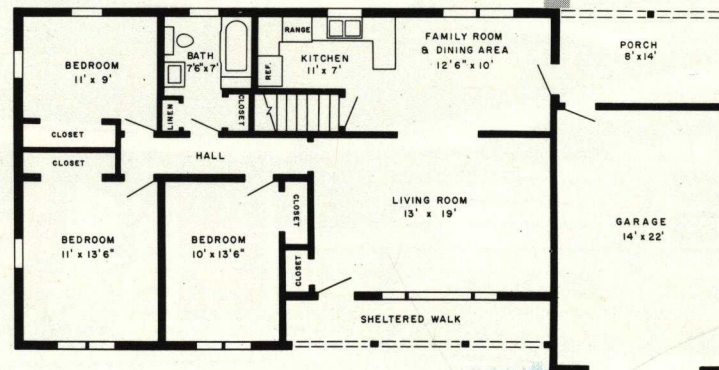 BEDROOM
11' x 9'
BATH
7'6" x 7'
RANGE
REF.
KITCHEN
11' x 7'
FAMILY ROOM
& DINING AREA
12'6" x 10'
PORCH
8' x 14'
LINEN
CLOSET
CLOSET
CLOSET
HALL
BEDROOM
11' x 13'6"
BEDROOM
10' x 13'6"
CLOSET
CLOSET
LIVING ROOM
13' x 19'
GARAGE
14' x 22'
SHELTERED WALK